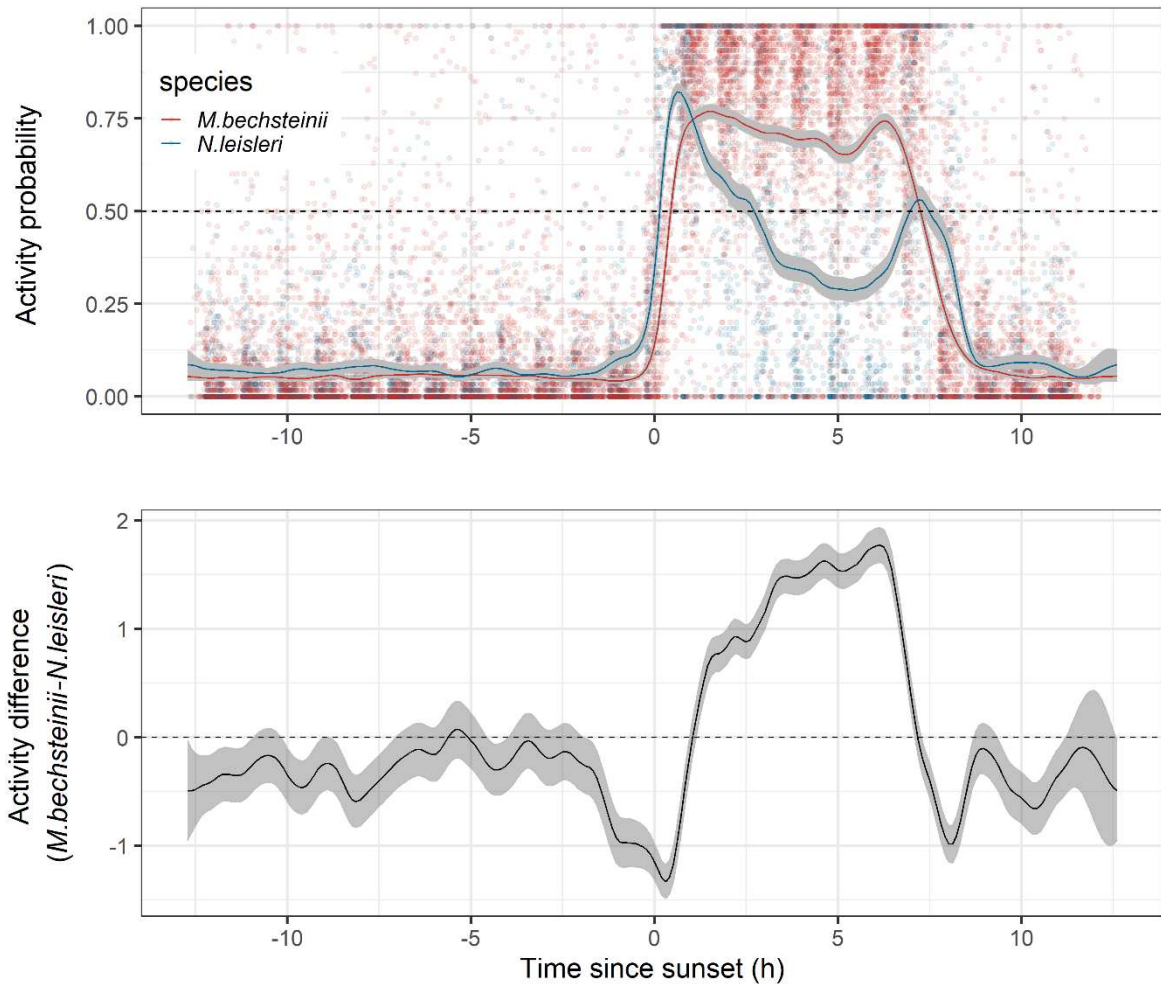 1.00
0.75
0.50
0.25
0.00
Activity probability
species
M.bechsteinii
N.leisleri
-10
-5
0
5
10
2
1
0
-1
Activity difference
(M.bechsteinii-N.leisleri)
-10
-5
0
5
10
Time since sunset (h)